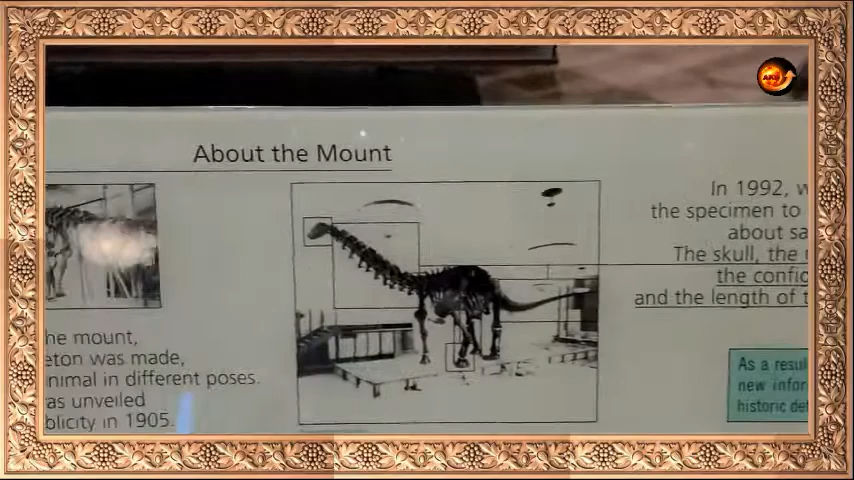 About the Mount
he mount,
eton was made,
nimal in different poses.
as unveiled
blicity in 1905.
In 1992, w
the specimen to
about sa
The skull, the
the confic
and the length of t
As a resul
new infor
historic det